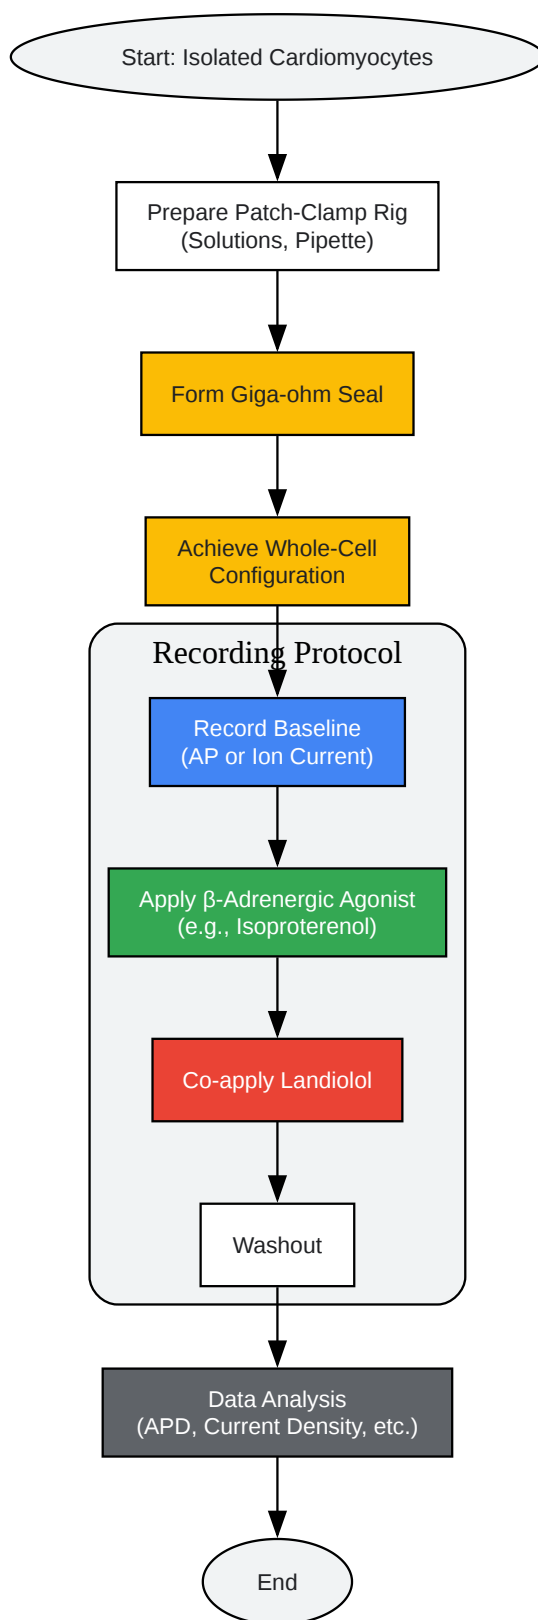 Start: Isolated Cardiomyocytes
Prepare Patch-Clamp Rig
(Solutions, Pipette)
Form Giga-ohm Seal
Achieve Whole-Cell
Configuration
Recording Protocol
Record Baseline
(AP or Ion Current)
Apply β-Adrenergic Agonist
(e.g., Isoproterenol)
Co-apply Landiolol
Washout
Data Analysis
(APD, Current Density, etc.)
End